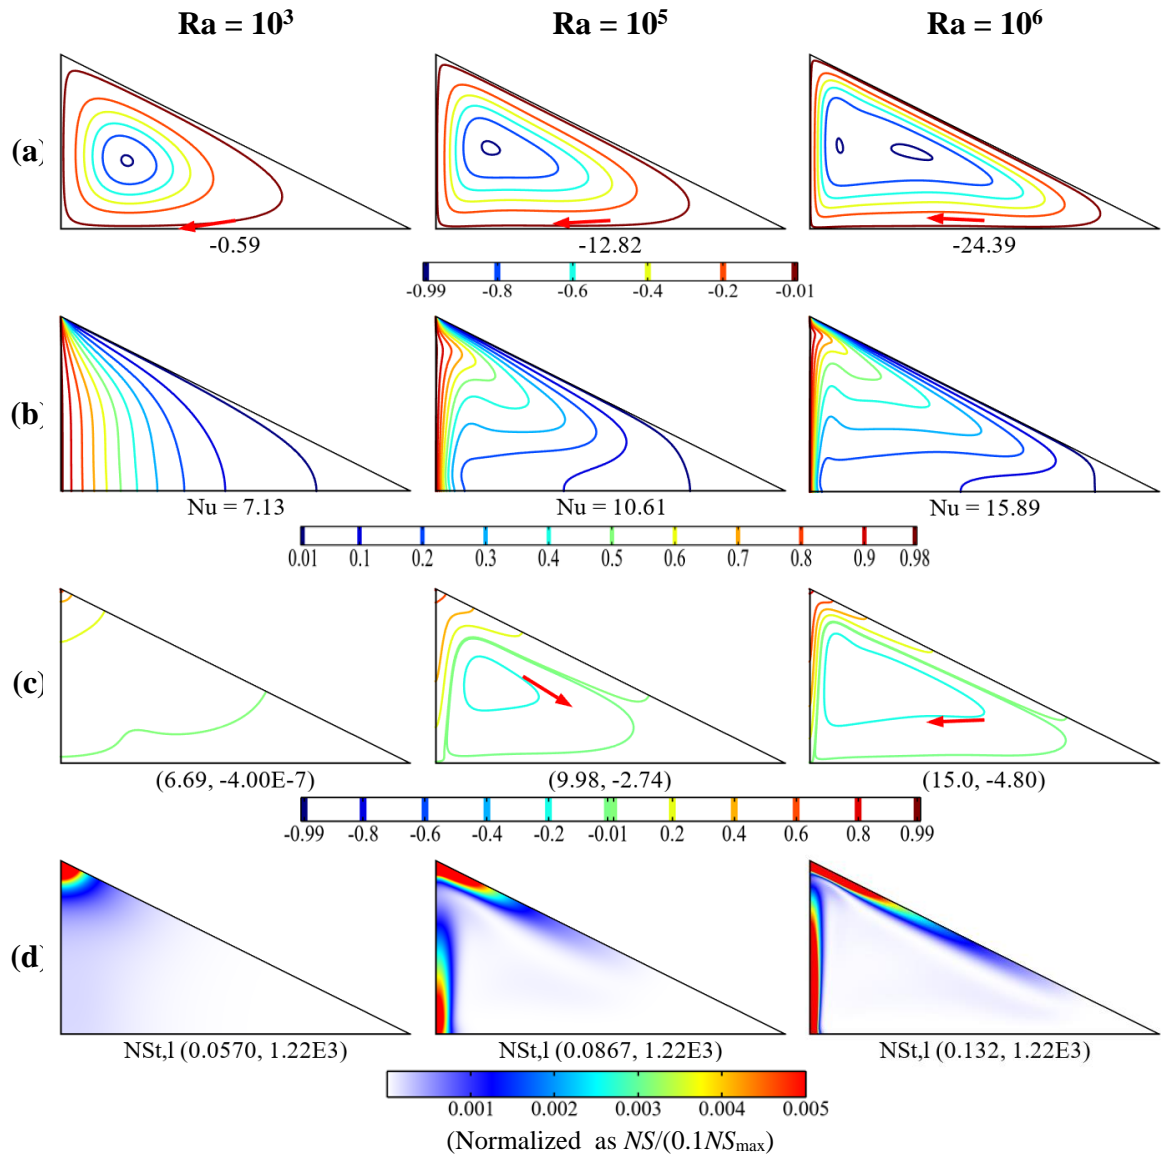 Ra = 10³ Ra = 10⁵ Ra = 10⁶
(a)
-0.59 -12.82 -24.39
-0.99 -0.8 -0.6 -0.4 -0.2 -0.01
(b)
Nu = 7.13 Nu = 10.61 Nu = 15.89
0.01 0.1 0.2 0.3 0.4 0.5 0.6 0.7 0.8 0.9 0.98
(c)
(6.69, -4.00E-7) (9.98, -2.74) (15.0, -4.80)
-0.99 -0.8 -0.6 -0.4 -0.2 -0.01 0.2 0.4 0.6 0.8 0.99
(d)
NSt,l (0.0570, 1.22E3) NSt,l (0.0867, 1.22E3) NSt,l (0.132, 1.22E3)
0.001 0.002 0.003 0.004 0.005
(Normalized as NS/(0.1NSmax)